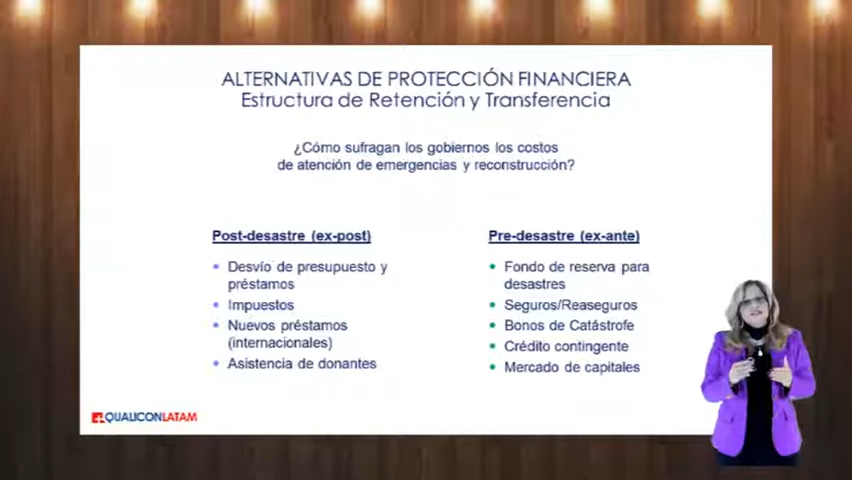 ALTERNATIVAS DE PROTECCIÓN FINANCIERA
Estructura de Retención y Transferencia
¿Cómo sufragan los gobiernos los costos
de atención de emergencias y reconstrucción?
Post-desastre (ex-post)
• Desvío de presupuesto y
préstamos
• Impuestos
• Nuevos préstamos
(internacionales)
• Asistencia de donantes
Pre-desastre (ex-ante)
• Fondo de reserva para
desastres
• Seguros/Reaseguros
• Bonos de Catástrofe
• Crédito contingente
• Mercado de capitales
QUALICONLATAM